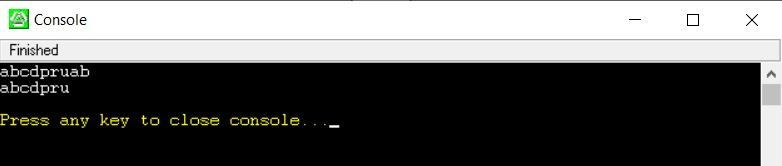 Console
Finished
abcdpruab
abcdpru
Press any key to close console..._